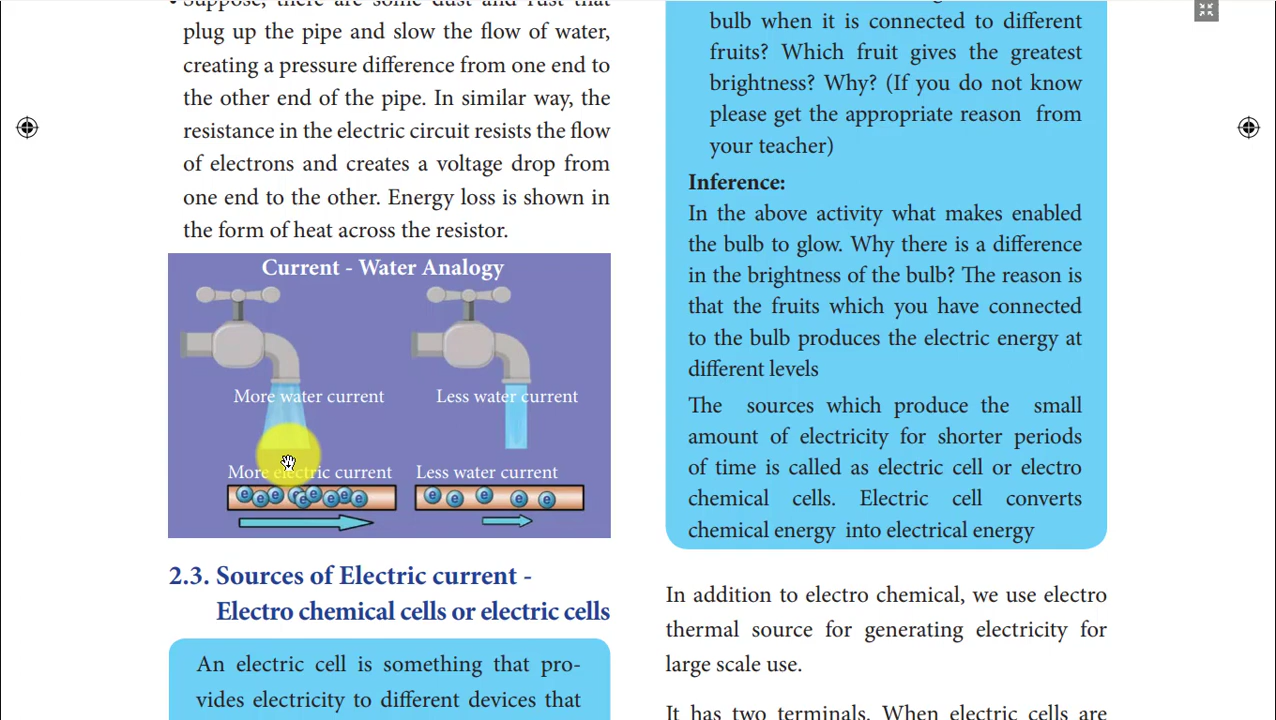 • Suppose, there are some dust and rust that
plug up the pipe and slow the flow of water,
creating a pressure difference from one end to
the other end of the pipe. In similar way, the
resistance in the electric circuit resists the flow
of electrons and creates a voltage drop from
one end to the other. Energy loss is shown in
the form of heat across the resistor.
Current - Water Analogy
More water current
Less water current
More electric current
Less water current
e e e e e e e e e e
e e e e e
2.3. Sources of Electric current -
Electro chemical cells or electric cells
An electric cell is something that pro-
vides electricity to different devices that
bulb when it is connected to different
fruits? Which fruit gives the greatest
brightness? Why? (If you do not know
please get the appropriate reason from
your teacher)
Inference:
In the above activity what makes enabled
the bulb to glow. Why there is a difference
in the brightness of the bulb? The reason is
that the fruits which you have connected
to the bulb produces the electric energy at
different levels
The sources which produce the small
amount of electricity for shorter periods
of time is called as electric cell or electro
chemical cells. Electric cell converts
chemical energy into electrical energy
In addition to electro chemical, we use electro
thermal source for generating electricity for
large scale use.
It has two terminals. When electric cells are